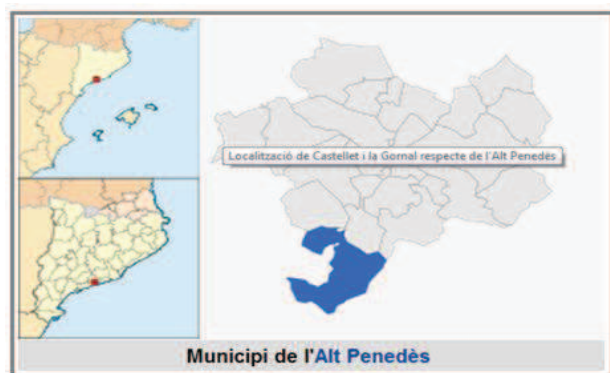 Localització de Castellet i la Gornal respecte de l'Alt Penedès
Municipi de l'Alt Penedès